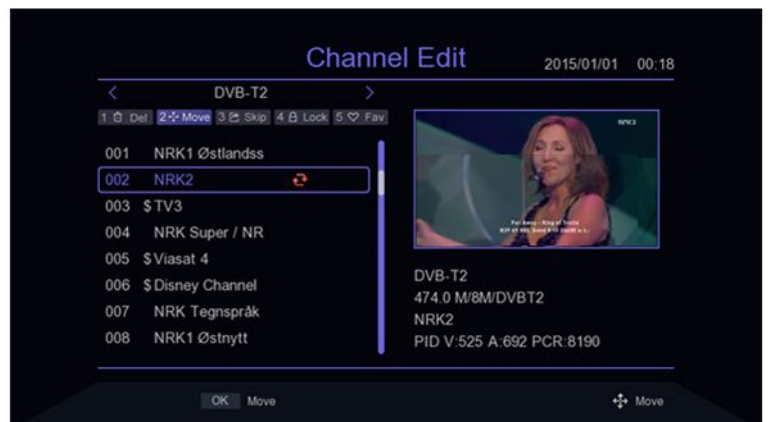 Channel Edit
2015/01/01 00:18
DVB-T2
1 Del 2 Move 3 Skip 4 Lock 5 Fav
001 NRK1 Østlandss
002 NRK2
003 $ TV3
004 NRK Super / NR
005 $ Viasat 4
006 $ Disney Channel
007 NRK Tegnspråk
008 NRK1 Østnytt
NRK2
DVB-T2
474.0 M/8M/DVBT2
NRK2
PID V:525 A:692 PCR:8190
OK Move
Move